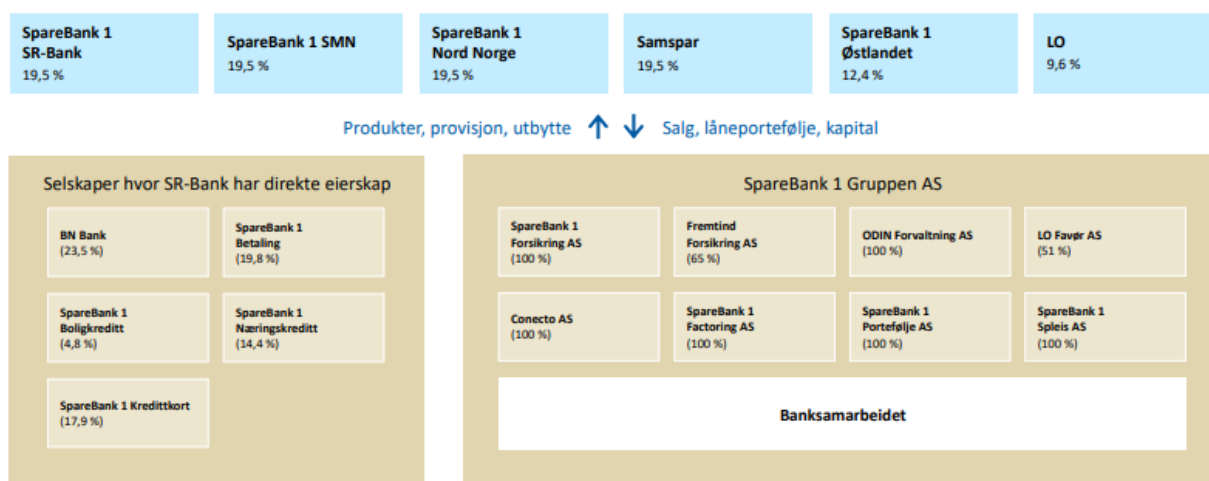 SpareBank 1
SR-Bank
19,5 %
SpareBank 1 SMN
19,5 %
SpareBank 1
Nord Norge
19,5 %
Samspar
19,5 %
SpareBank 1
Østlandet
12,4 %
LO
9,6 %
Produkter, provisjon, utbytte
Salg, låneportefølje, kapital
Selskaper hvor SR-Bank har direkte eierskap
BN Bank
(23,5 %)
SpareBank 1
Betaling
(19,8 %)
SpareBank 1
Boligkreditt
(4,8 %)
SpareBank 1
Næringskreditt
(14,4 %)
SpareBank 1 Kredittkort
(17,9 %)
SpareBank 1 Gruppen AS
SpareBank 1
Forsikring AS
(100 %)
Fremtind
Forsikring AS
(65 %)
ODIN Forvaltning AS
(100 %)
LO Favør AS
(51 %)
Conecto AS
(100 %)
SpareBank 1
Factoring AS
(100 %)
SpareBank 1
Portefølje AS
(100 %)
SpareBank 1
Spleis AS
(100 %)
Banksamarbeidet